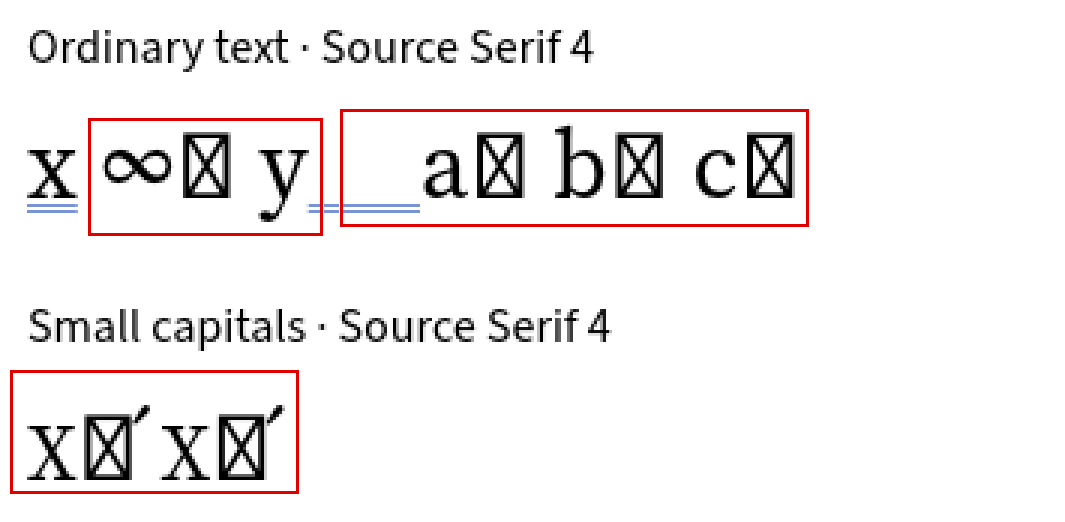 Ordinary text · Source Serif 4
x ∞ y a b c
Small capitals · Source Serif 4
x´x´